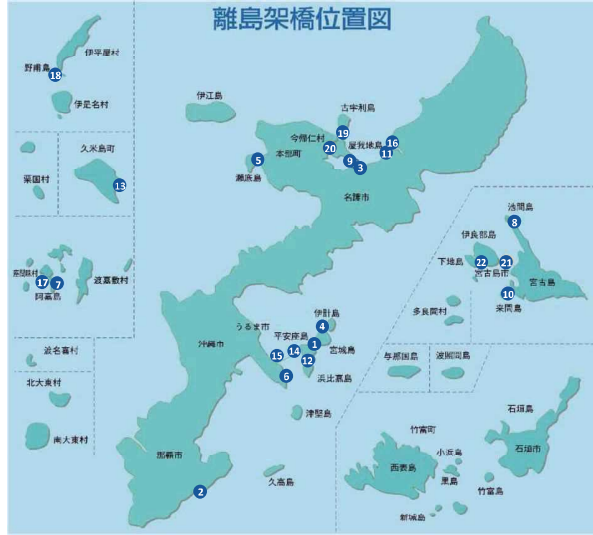 離島架橋位置図
伊平屋村
野甫島
18
伊是名村
伊江島
古宇利島
19
今帰仁村
20
屋我地島
16
11
本部町
5
9
3
瀬底島
名護市
久米島町
13
粟国村
池間島
8
伊良部島
下地島
22
21
宮古島市
宮古島
10
来間島
多良間村
座間味村
17
7
阿嘉島
渡嘉敷村
伊計島
4
うるま市
平安座島
1
宮城島
沖縄市
15
14
12
浜比嘉島
6
津堅島
与那国島
波照間島
渡名喜村
北大東村
南大東村
那覇市
2
久高島
石垣島
竹富町
石垣市
小浜島
西表島
黒島
竹富島
新城島